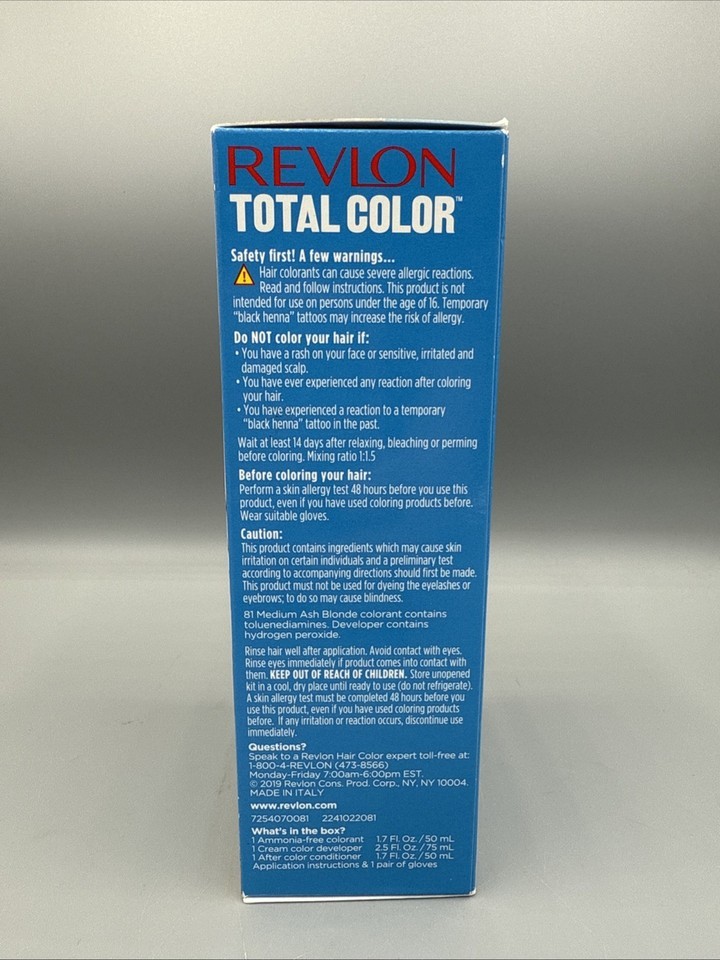 REVLON
TOTAL COLOR™
Safety first! A few warnings...
Hair colorants can cause severe allergic reactions.
Read and follow instructions. This product is not
intended for use on persons under the age of 16. Temporary
"black henna" tattoos may increase the risk of allergy.
Do NOT color your hair if:
• You have a rash on your face or sensitive, irritated and
damaged scalp.
• You have ever experienced any reaction after coloring
your hair.
• You have experienced a reaction to a temporary
"black henna" tattoo in the past.
Wait at least 14 days after relaxing, bleaching or perming
before coloring. Mixing ratio 1:1.5
Before coloring your hair:
Perform a skin allergy test 48 hours before you use this
product, even if you have used coloring products before.
Wear suitable gloves.
Caution:
This product contains ingredients which may cause skin
irritation on certain individuals and a preliminary test
according to accompanying directions should first be made.
This product must not be used for dyeing the eyelashes or
eyebrows; to do so may cause blindness.
81 Medium Ash Blonde colorant contains
toluenediamines. Developer contains
hydrogen peroxide.
Rinse hair well after application. Avoid contact with eyes.
Rinse eyes immediately if product comes into contact with
them. KEEP OUT OF REACH OF CHILDREN. Store unopened
kit in a cool, dry place until ready to use (do not refrigerate).
A skin allergy test must be completed 48 hours before you
use this product, even if you have used coloring products
before. If any irritation or reaction occurs, discontinue use
immediately.
Questions?
Speak to a Revlon Hair Color expert toll-free at:
1-800-4-REVLON (473-8566)
Monday-Friday 7:00am-6:00pm EST.
© 2019 Revlon Cons. Prod. Corp., NY, NY 10004.
MADE IN ITALY
www.revlon.com
7254070081 2241022081
What's in the box?
1 Ammonia-free colorant 1.7 Fl. Oz./50 mL
1 Cream color developer 2.5 Fl. Oz./75 mL
1 After color conditioner 1.7 Fl. Oz./50 mL
Application instructions & 1 pair of gloves